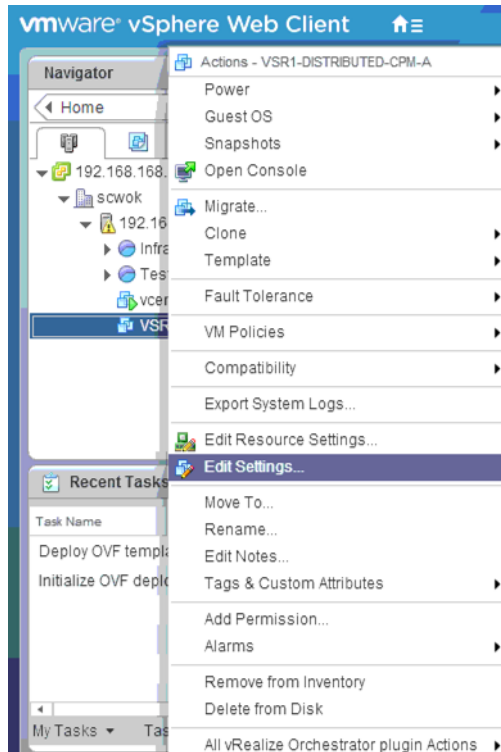 vmware® vSphere Web Client
Navigator
Home
192.168.168.
scwok
192.16
Infra
Tes
vcer
VSR
Recent Tasks
Task Name
Deploy OVF templa
Initialize OVF deplo
My Tasks
Tas
Actions - VSR1-DISTRIBUTED-CPM-A
Power
Guest OS
Snapshots
Open Console
Migrate...
Clone
Template
Fault Tolerance
VM Policies
Compatibility
Export System Logs...
Edit Resource Settings...
Edit Settings...
Move To...
Rename...
Edit Notes...
Tags & Custom Attributes
Add Permission...
Alarms
Remove from Inventory
Delete from Disk
All vRealize Orchestrator plugin Actions